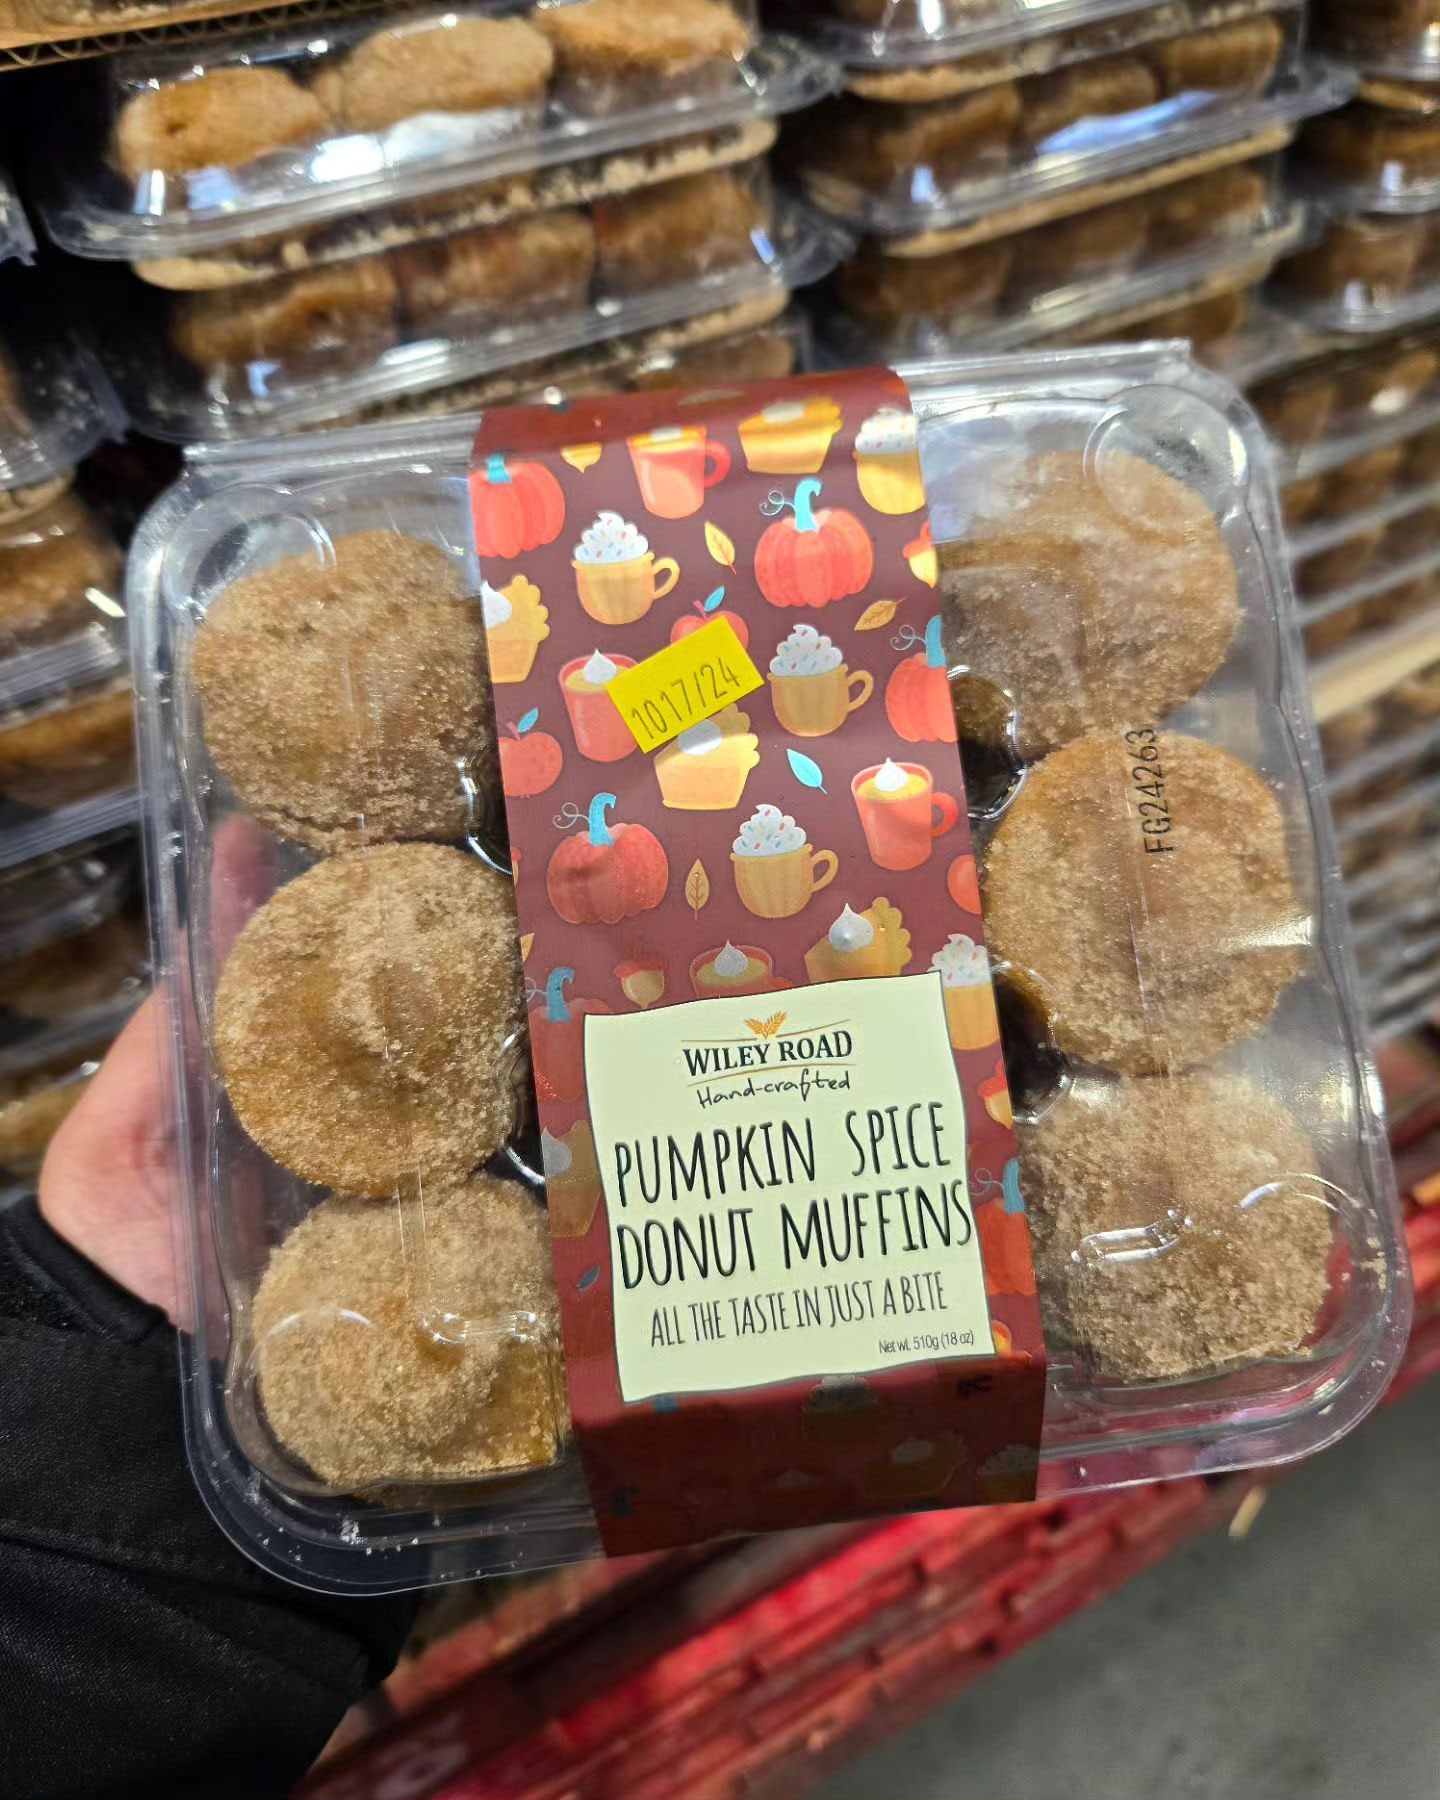 1017/24
FG24263
WILEY ROAD
Hand-crafted
PUMPKIN SPICE
DONUT MUFFINS
ALL THE TASTE IN JUST A BITE
Net wt. 510g (18 oz)